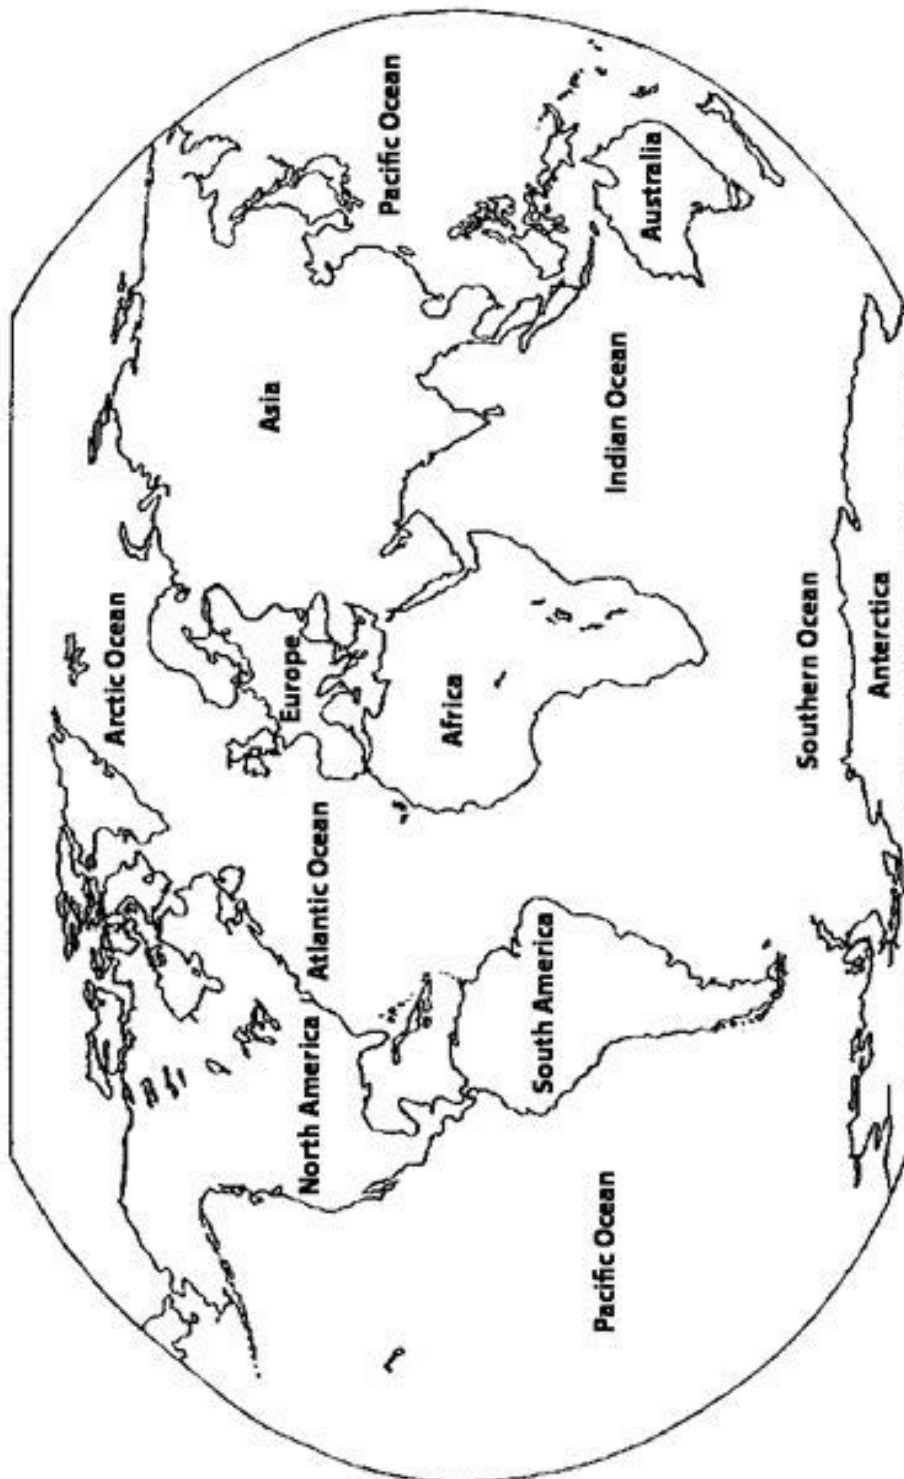 Arctic Ocean
Europe
Asia
North America
Atlantic Ocean
Pacific Ocean
Africa
South America
Pacific Ocean
Indian Ocean
Australia
Southern Ocean
Anterctica